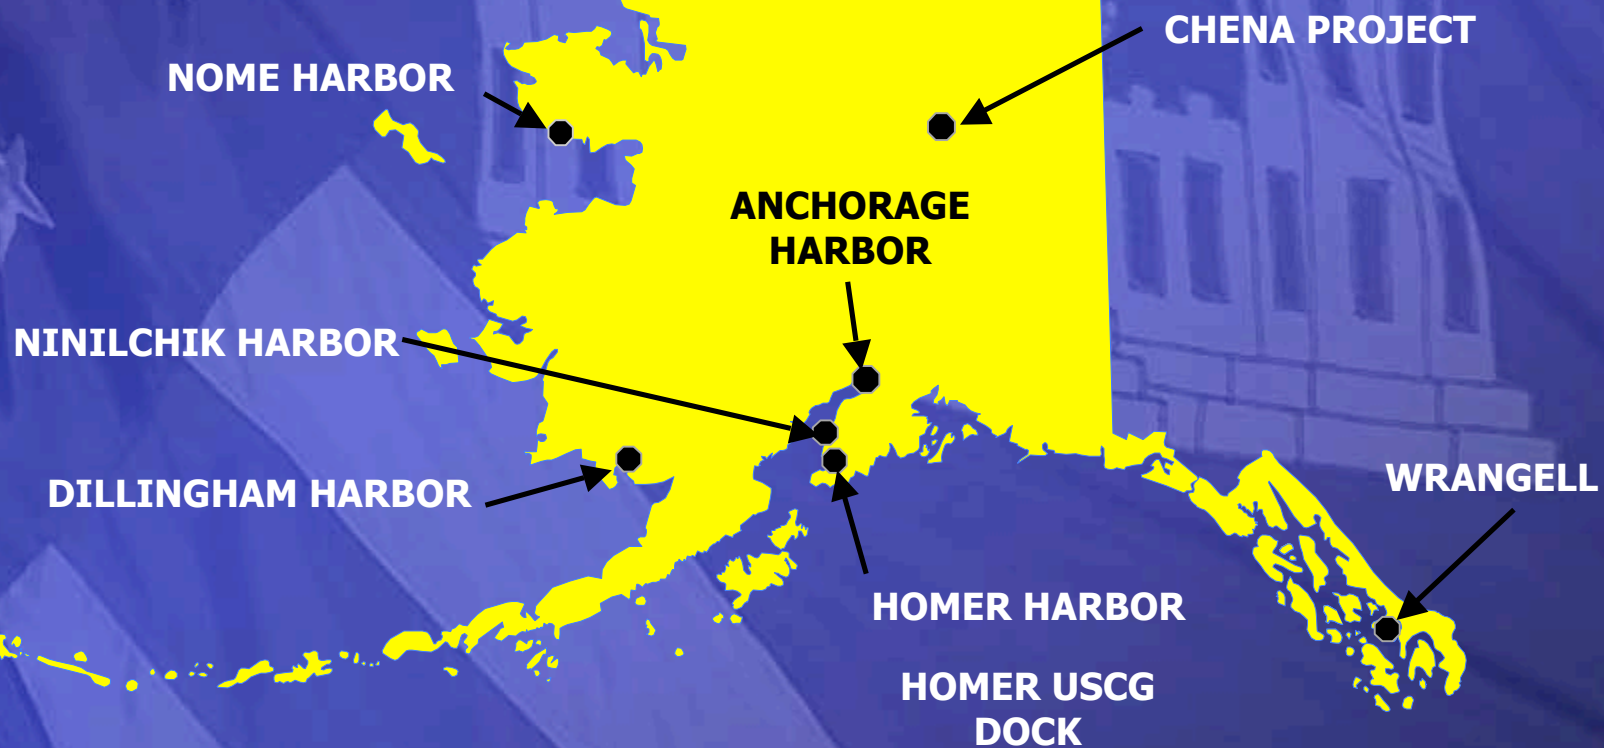 CHENA PROJECT
NOME HARBOR
ANCHORAGE
HARBOR
NINILCHIK HARBOR
DILLINGHAM HARBOR
WRANGELL
HOMER HARBOR
HOMER USCG
DOCK